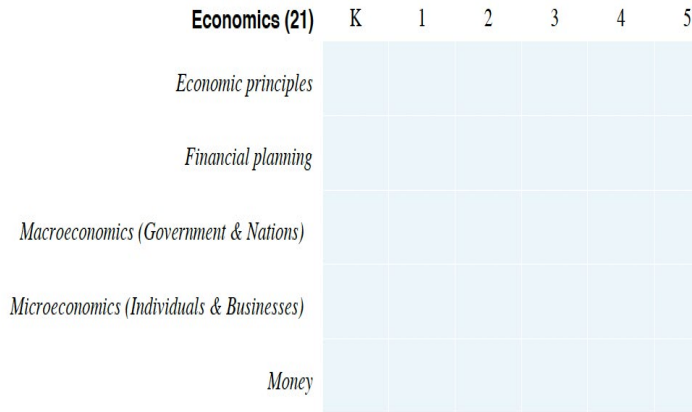 Economics (21) K 1 2 3 4 5
Economic principles
Financial planning
Macroeconomics (Government & Nations)
Microeconomics (Individuals & Businesses)
Money